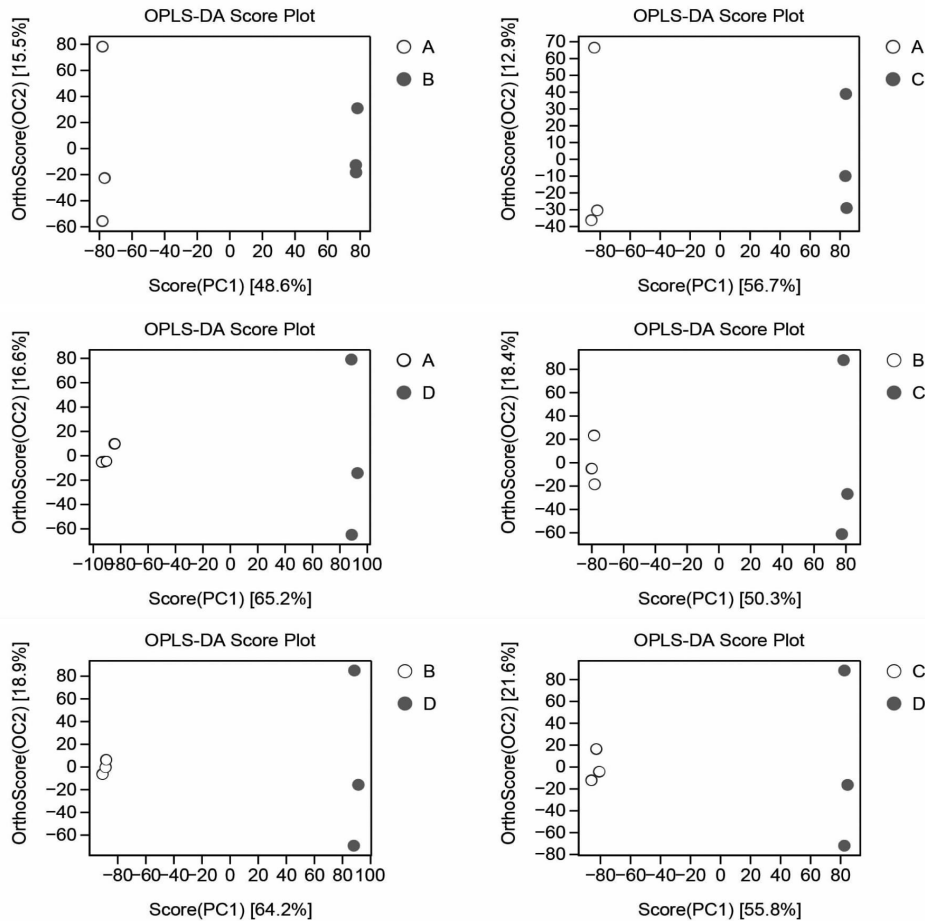 OPLS-DA Score Plot
OrthoScore(OC2) [15.5%]
80
60
40
20
0
−20
−40
−60
−80−60−40−20 0 20 40 60 80
Score(PC1) [48.6%]
A
B
OPLS-DA Score Plot
OrthoScore(OC2) [12.9%]
70
60
50
40
30
20
10
0
−10
−20
−30
−40
−80−60−40−20 0 20 40 60 80
Score(PC1) [56.7%]
A
C
OPLS-DA Score Plot
OrthoScore(OC2) [16.6%]
80
60
40
20
0
−20
−40
−60
−100−80−60−40−20 0 20 40 60 80 100
Score(PC1) [65.2%]
A
D
OPLS-DA Score Plot
OrthoScore(OC2) [18.4%]
80
60
40
20
0
−20
−40
−60
−80−60−40−20 0 20 40 60 80
Score(PC1) [50.3%]
B
C
OPLS-DA Score Plot
OrthoScore(OC2) [18.9%]
80
60
40
20
0
−20
−40
−60
−80−60−40−20 0 20 40 60 80 100
Score(PC1) [64.2%]
B
D
OPLS-DA Score Plot
OrthoScore(OC2) [21.6%]
80
60
40
20
0
−20
−40
−60
−80
−80−60−40−20 0 20 40 60 80
Score(PC1) [55.8%]
C
D